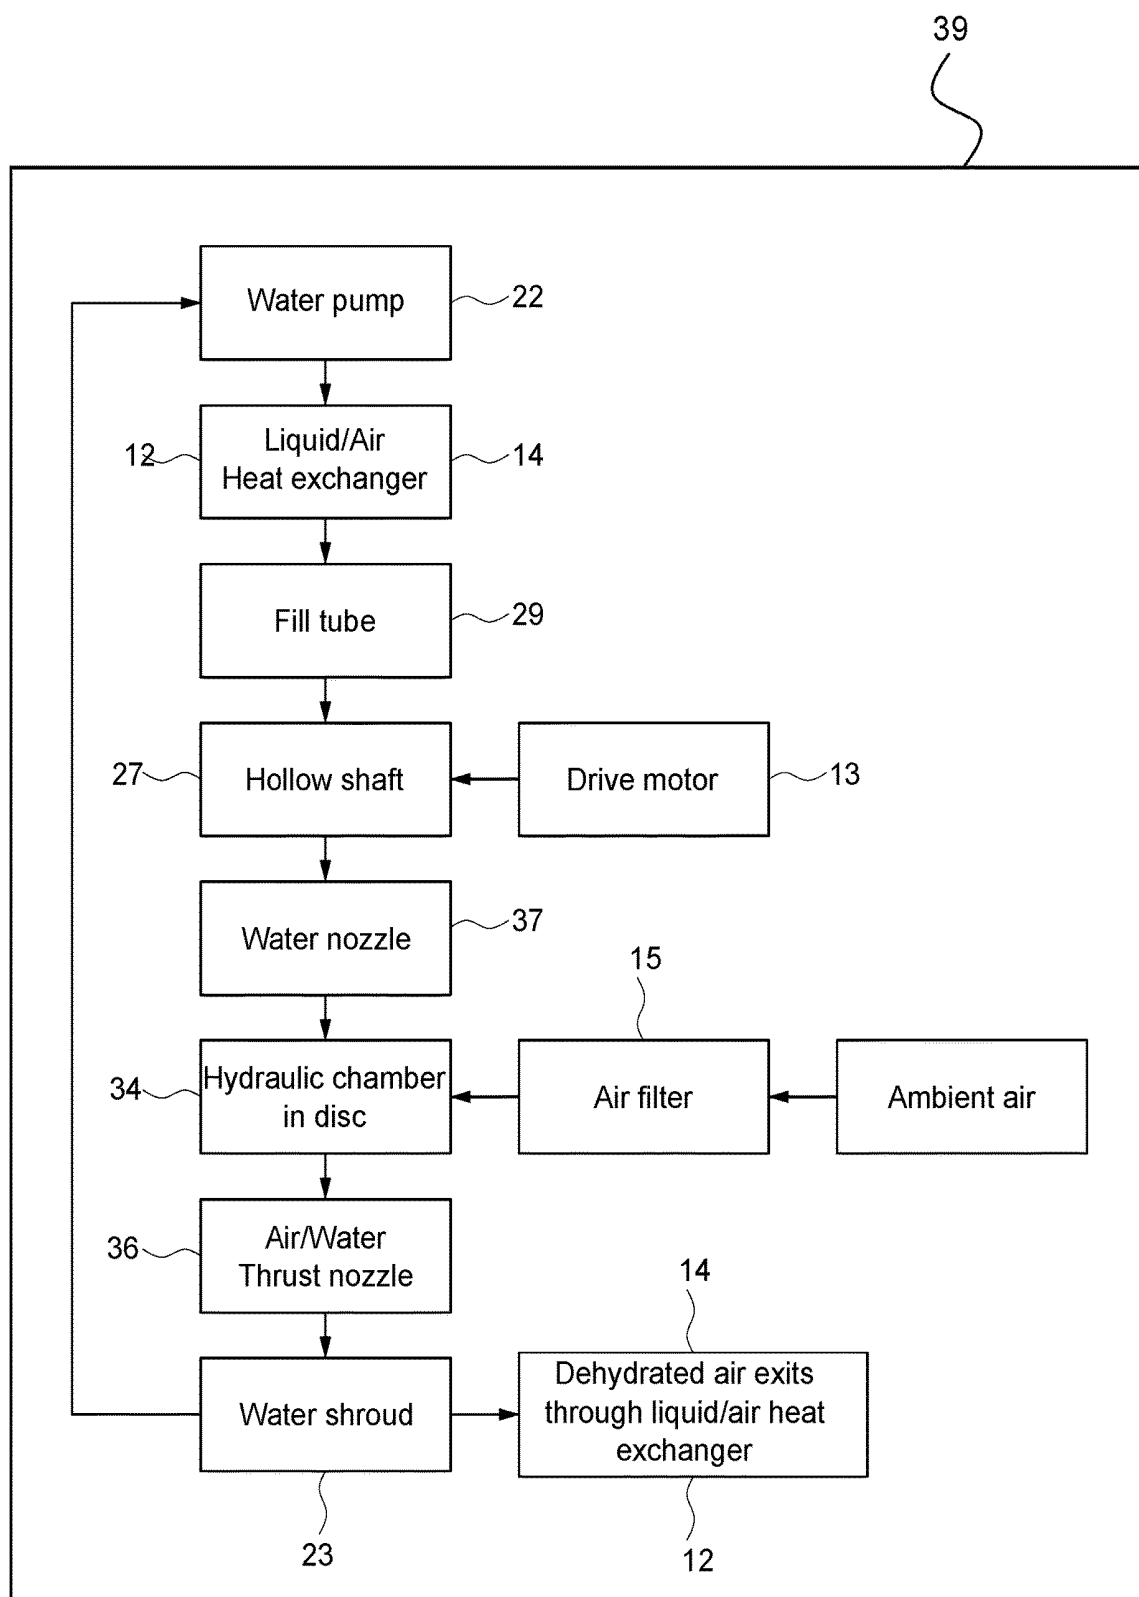 39
Water pump
22
12
Liquid/Air
Heat exchanger
14
Fill tube
29
27
Hollow shaft
Drive motor
13
Water nozzle
37
15
34
Hydraulic chamber
in disc
Air filter
Ambient air
36
Air/Water
Thrust nozzle
14
Water shroud
Dehydrated air exits
through liquid/air heat
exchanger
23
12